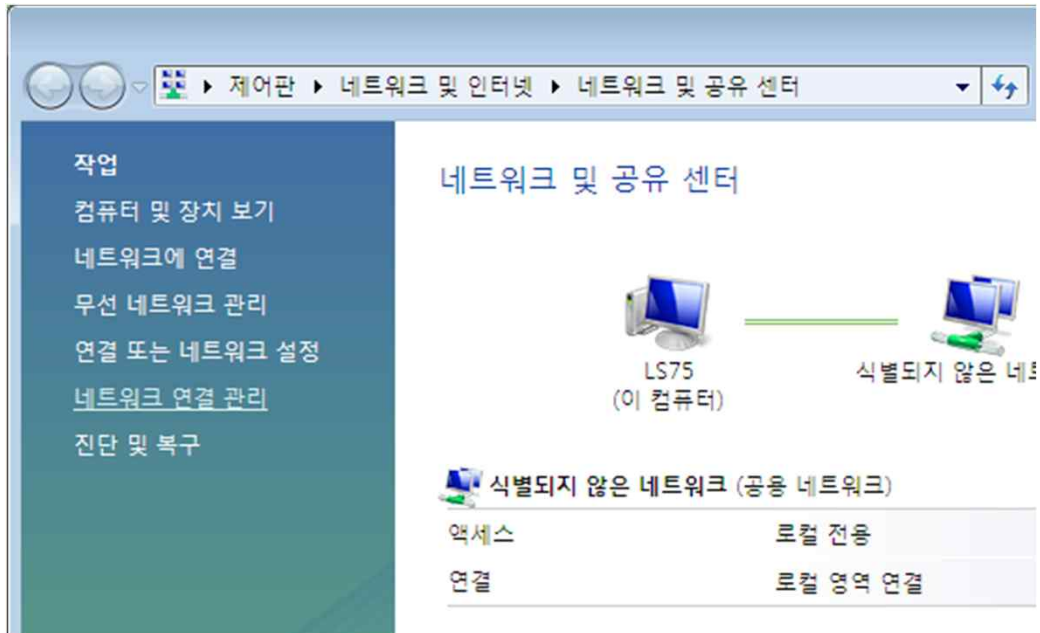 제어판 ▶ 네트워크 및 인터넷 ▶ 네트워크 및 공유 센터
작업
컴퓨터 및 장치 보기
네트워크에 연결
무선 네트워크 관리
연결 또는 네트워크 설정
네트워크 연결 관리
진단 및 복구
네트워크 및 공유 센터
LS75
(이 컴퓨터)
식별되지 않은
식별되지 않은 네트워크 (공용 네트워크)
액세스 로컬 전용
연결 로컬 영역 연결